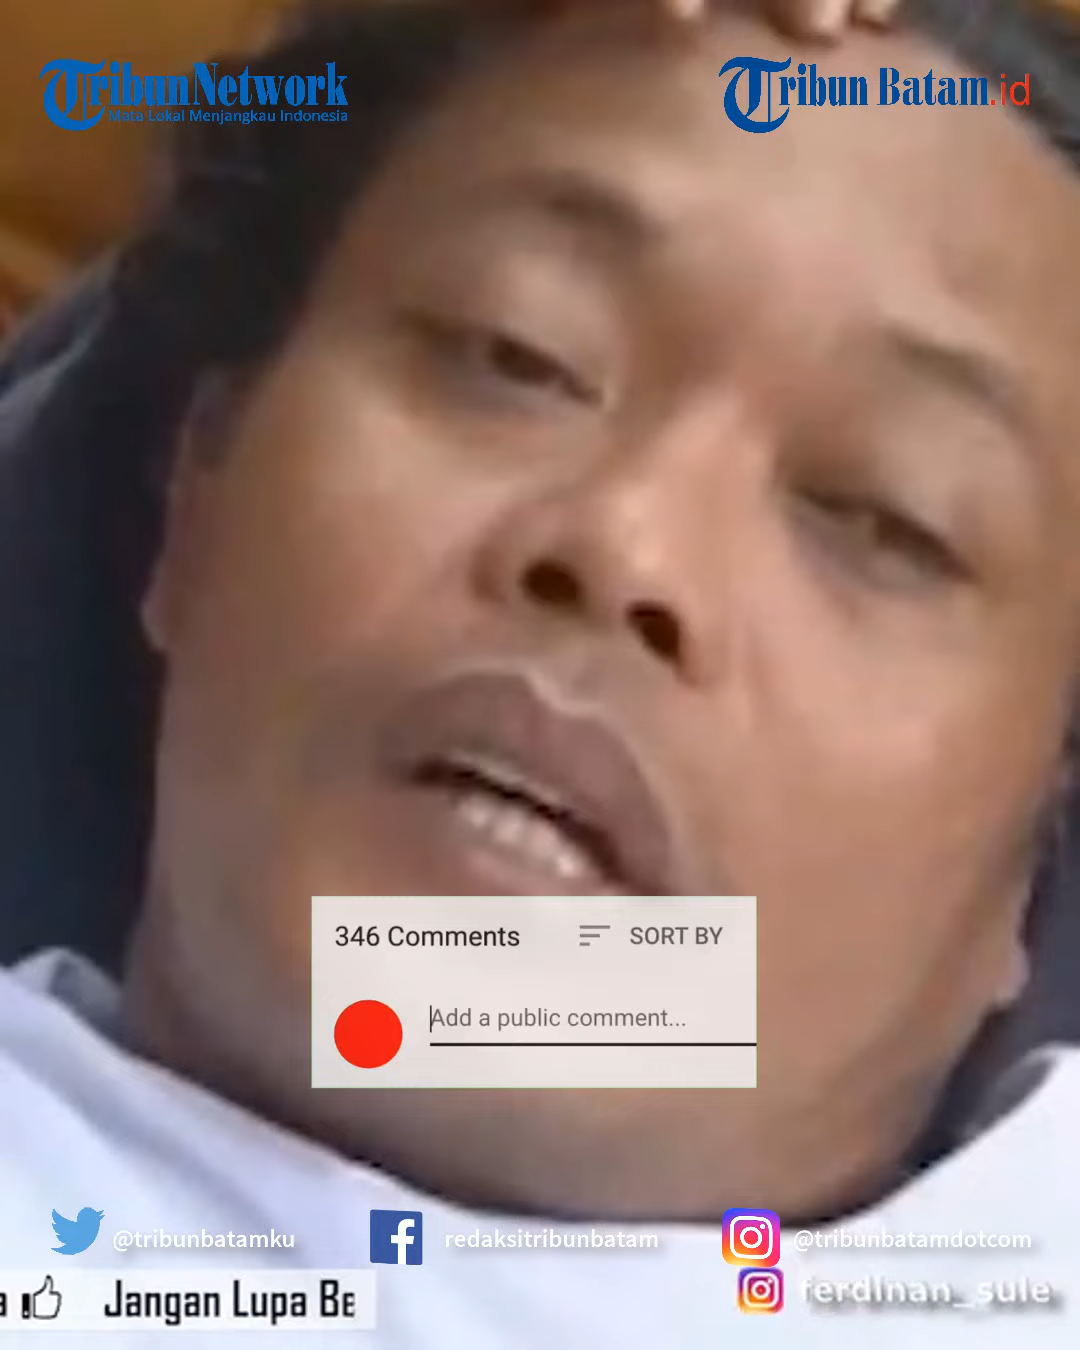 TribunNetwork
Mata Lokal Menjangkau Indonesia
Tribun Batam.id
346 Comments
SORT BY
Add a public comment...
@tribunbatamku
redaksitribunbatam
@tribunbatamdotcom
ferdinan_sule
a
Jangan Lupa Be